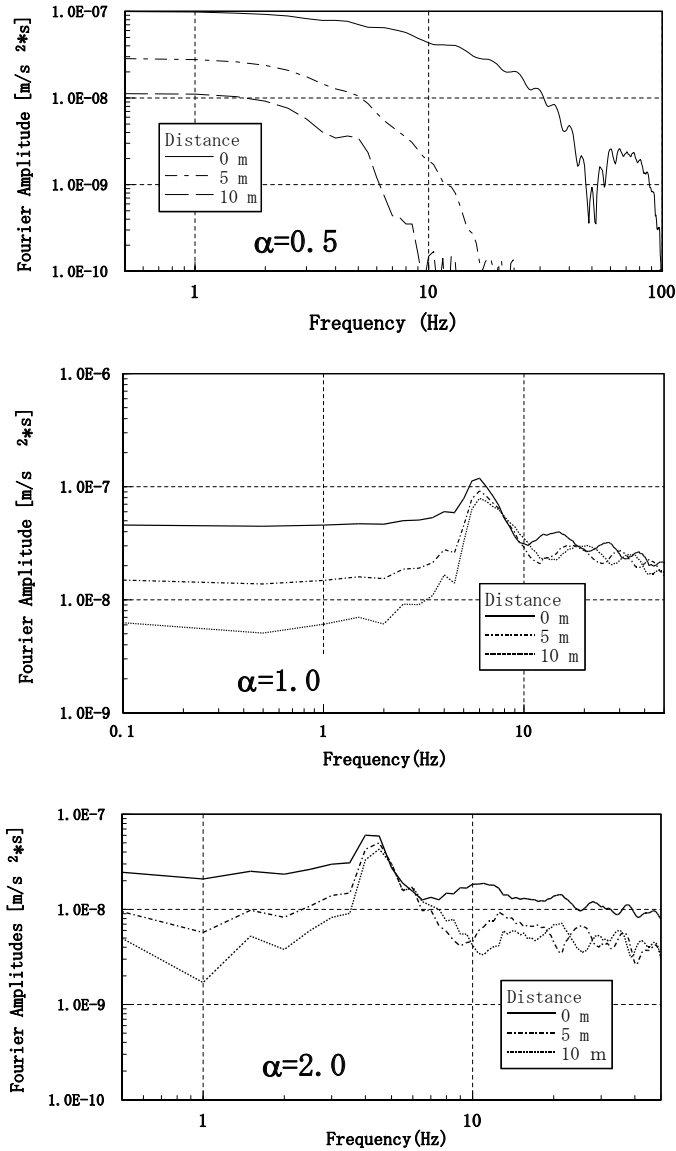 1.0E-07
1.0E-08
1.0E-09
1.0E-10
Fourier Amplitude [m/s ²*s]
Distance
0 m
5 m
10 m
α=0.5
1
10
100
Frequency (Hz)
1.0E-6
1.0E-7
1.0E-8
1.0E-9
Fourier Amplitude [m/s ²*s]
Distance
0 m
5 m
10 m
α=1.0
0.1
1
10
Frequency(Hz)
1.0E-7
1.0E-8
1.0E-9
1.0E-10
Fourier Amplitudes [m/s ²*s]
Distance
0 m
5 m
10 m
α=2.0
1
10
Frequency(Hz)